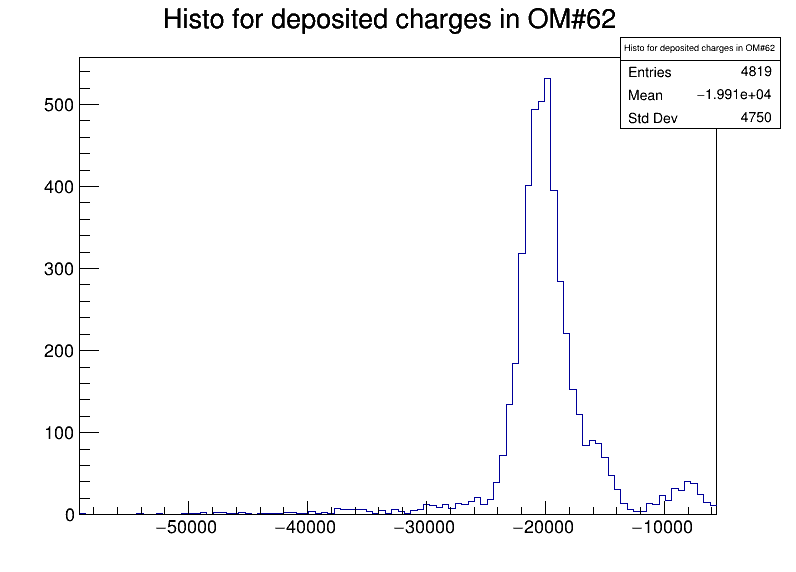 Histo for deposited charges in OM#62
Histo for deposited charges in OM#62
Entries 4819
Mean −1.991e+04
Std Dev 4750
500
400
300
200
100
0
−50000 −40000 −30000 −20000 −10000